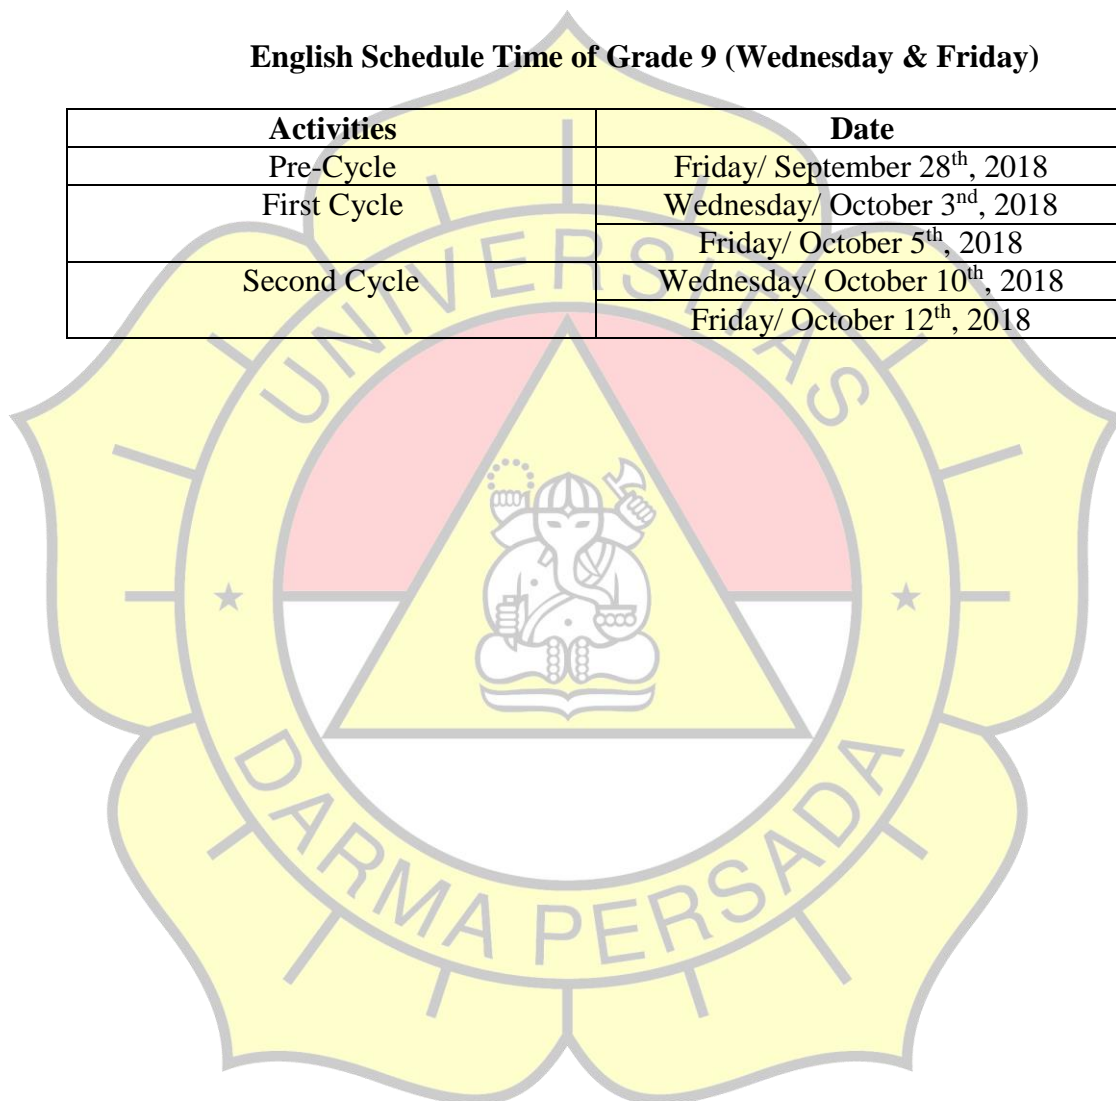 English Schedule Time of Grade 9 (Wednesday & Friday)
Activities Date
Pre-Cycle Friday/ September 28th, 2018
First Cycle Wednesday/ October 3nd, 2018
Friday/ October 5th, 2018
Second Cycle Wednesday/ October 10th, 2018
Friday/ October 12th, 2018
UNIVERSITAS
DARMA PERSADA